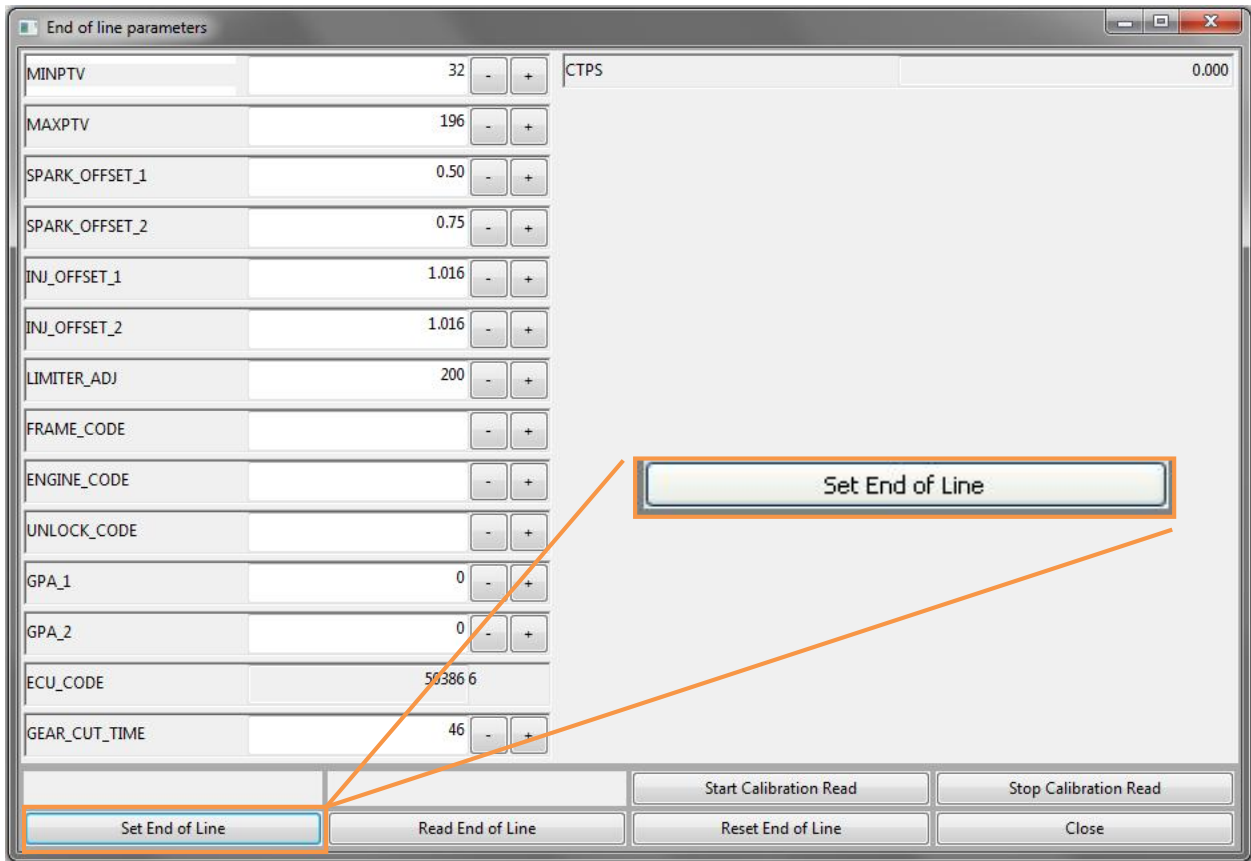 End of line parameters
MINPTV 32 - +
CTPS 0.000
MAXPTV 196 - +
SPARK_OFFSET_1 0.50 - +
SPARK_OFFSET_2 0.75 - +
INJ_OFFSET_1 1.016 - +
INJ_OFFSET_2 1.016 - +
LIMITER_ADJ 200 - +
FRAME_CODE - +
ENGINE_CODE - +
Set End of Line
UNLOCK_CODE - +
GPA_1 0 - +
GPA_2 0 - +
ECU_CODE
GEAR_CUT_TIME 46 - +
Start Calibration Read Stop Calibration Read
Set End of Line Read End of Line Reset End of Line Close